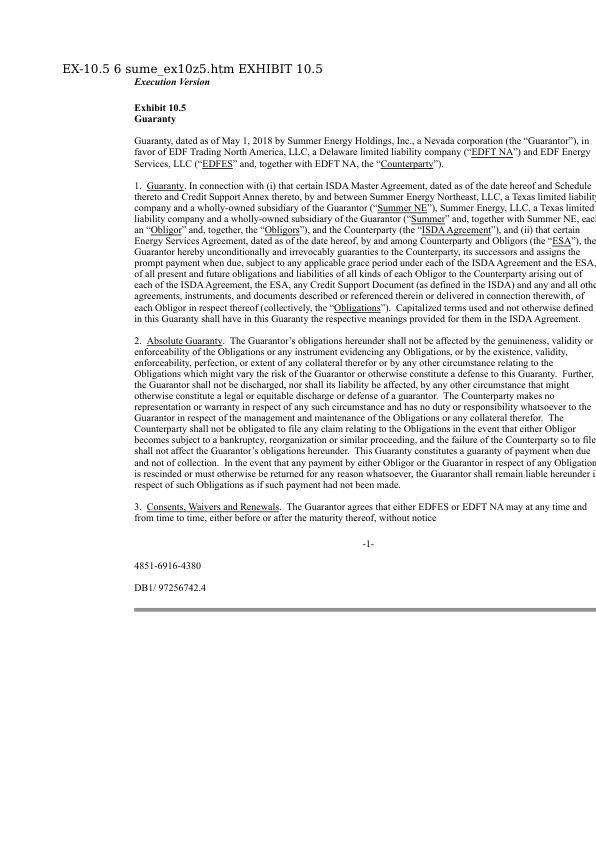 EX-10.5 6 sume_ex10z5.htm EXHIBIT 10.5
Execution Version
Exhibit 10.5
Guaranty
Guaranty, dated as of May 1, 2018 by Summer Energy Holdings, Inc., a Nevada corporation (the “Guarantor”), in
favor of EDF Trading North America, LLC, a Delaware limited liability company (“EDFT NA”) and EDF Energy
Services, LLC (“EDFES” and, together with EDFT NA, the “Counterparty”).
1.  Guaranty. In connection with (i) that certain ISDA Master Agreement, dated as of the date hereof and Schedule
thereto and Credit Support Annex thereto, by and between Summer Energy Northeast, LLC, a Texas limited liability
company and a wholly-owned subsidiary of the Guarantor (“Summer NE”), Summer Energy, LLC, a Texas limited
liability company and a wholly-owned subsidiary of the Guarantor (“Summer” and, together with Summer NE, eac
an “Obligor” and, together, the “Obligors”), and the Counterparty (the “ISDA Agreement”), and (ii) that certain
Energy Services Agreement, dated as of the date hereof, by and among Counterparty and Obligors (the “ESA”), the
Guarantor hereby unconditionally and irrevocably guaranties to the Counterparty, its successors and assigns the
prompt payment when due, subject to any applicable grace period under each of the ISDA Agreement and the ESA,
of all present and future obligations and liabilities of all kinds of each Obligor to the Counterparty arising out of
each of the ISDA Agreement, the ESA, any Credit Support Document (as defined in the ISDA) and any and all othe
agreements, instruments, and documents described or referenced therein or delivered in connection therewith, of
each Obligor in respect thereof (collectively, the “Obligations”).  Capitalized terms used and not otherwise defined
in this Guaranty shall have in this Guaranty the respective meanings provided for them in the ISDA Agreement.
2.  Absolute Guaranty.  The Guarantor’s obligations hereunder shall not be affected by the genuineness, validity or
enforceability of the Obligations or any instrument evidencing any Obligations, or by the existence, validity,
enforceability, perfection, or extent of any collateral therefor or by any other circumstance relating to the
Obligations which might vary the risk of the Guarantor or otherwise constitute a defense to this Guaranty.  Further,
the Guarantor shall not be discharged, nor shall its liability be affected, by any other circumstance that might
otherwise constitute a legal or equitable discharge or defense of a guarantor.  The Counterparty makes no
representation or warranty in respect of any such circumstance and has no duty or responsibility whatsoever to the
Guarantor in respect of the management and maintenance of the Obligations or any collateral therefor.  The
Counterparty shall not be obligated to file any claim relating to the Obligations in the event that either Obligor
becomes subject to a bankruptcy, reorganization or similar proceeding, and the failure of the Counterparty so to file
shall not affect the Guarantor’s obligations hereunder.  This Guaranty constitutes a guaranty of payment when due
and not of collection.  In the event that any payment by either Obligor or the Guarantor in respect of any Obligation
is rescinded or must otherwise be returned for any reason whatsoever, the Guarantor shall remain liable hereunder i
respect of such Obligations as if such payment had not been made.
3.  Consents, Waivers and Renewals.  The Guarantor agrees that either EDFES or EDFT NA may at any time and
from time to time, either before or after the maturity thereof, without notice
-1-
4851-6916-4380
DB1/ 97256742.4